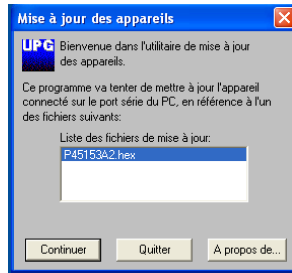 Mise à jour des appareils
UPG
Bienvenue dans l'utilitaire de mise à jour
des appareils.
Ce programme va tenter de mettre à jour l'appareil
connecté sur le port série du PC, en référence à l'un
des fichiers suivants:
Liste des fichiers de mise à jour:
P45153A2.hex
Continuer
Quitter
A propos de...